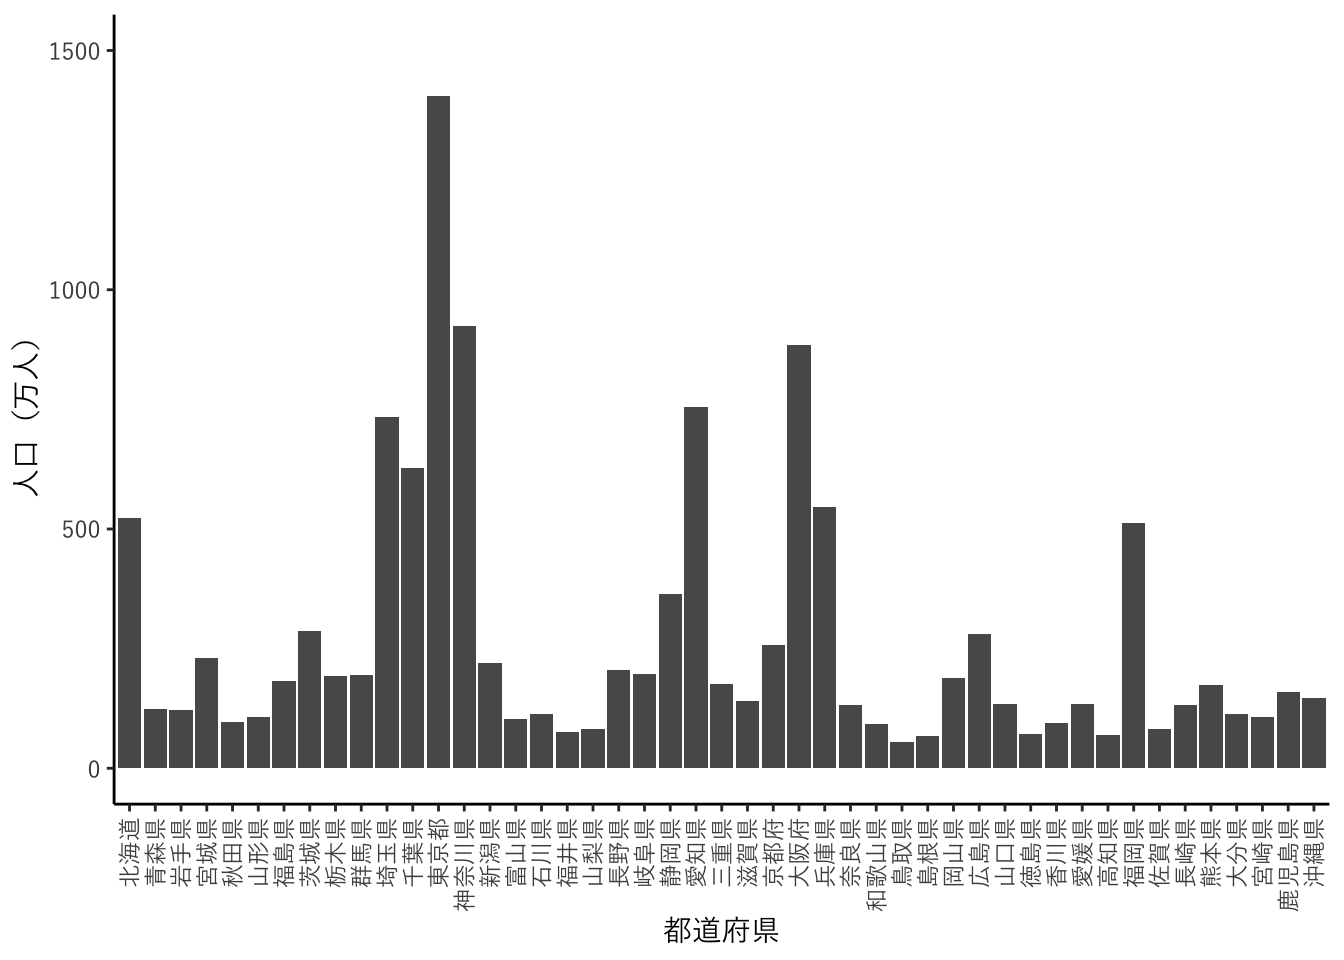 人口（万人）
1500
1000
500
0
北海道
青森県
岩手県
宮城県
秋田県
山形県
福島県
茨城県
栃木県
群馬県
埼玉県
千葉県
東京都
神奈川県
新潟県
富山県
石川県
福井県
山梨県
長野県
岐阜県
静岡県
愛知県
三重県
滋賀県
京都府
大阪府
兵庫県
奈良県
和歌山県
鳥取県
島根県
岡山県
広島県
山口県
徳島県
香川県
愛媛県
高知県
福岡県
佐賀県
長崎県
熊本県
大分県
宮崎県
鹿児島県
沖縄県
都道府県